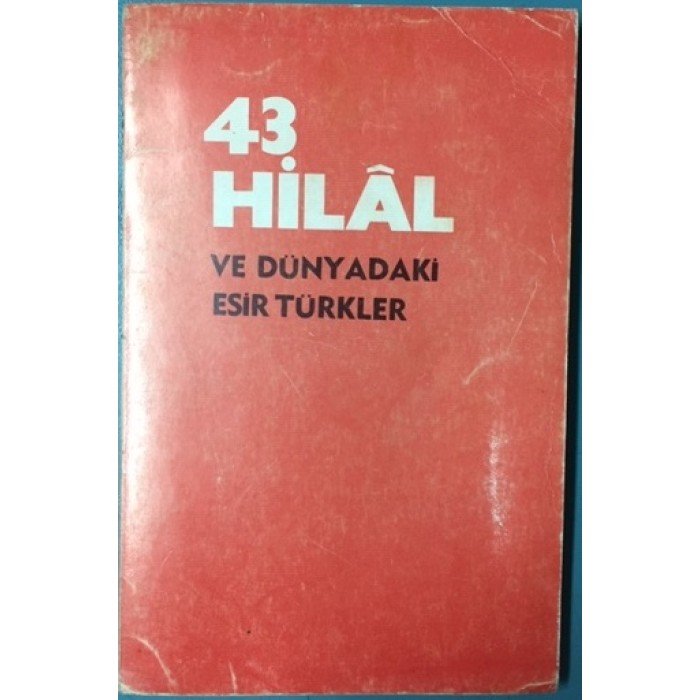 43
HİLÂL
VE DÜNYADAKİ
ESİR TÜRKLER